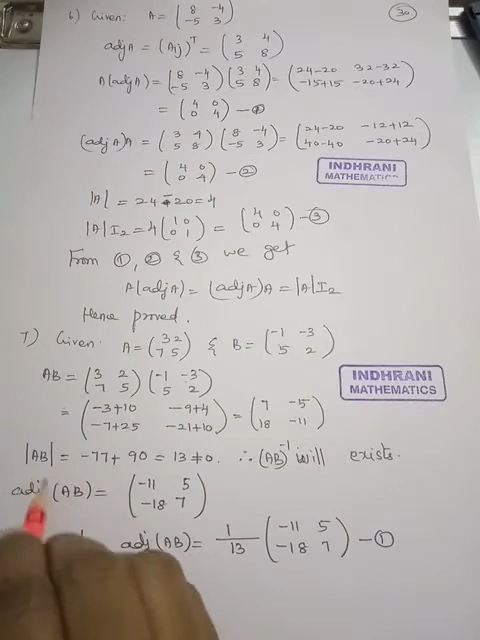 30
6) Given: A = (8 -4 / -5 3)
adj A = (Aij)ᵀ = (3 4 / 5 8)
A(adj A) = (8 -4 / -5 3)(3 4 / 5 8) = (24-20 32-32 / -15+15 -20+24)
= (4 0 / 0 4) —①
(adj A)A = (3 4 / 5 8)(8 -4 / -5 3) = (24-20 -12+12 / 40-40 -20+24)
= (4 0 / 0 4) —②
INDHRANI
MATHEMATICS
|A| = 24-20 = 4
|A| I₂ = 4(1 0 / 0 1) = (4 0 / 0 4) —③
From ①, ② & ③ we get
A(adj A) = (adj A)A = |A| I₂
Hence proved.
7) Given: A = (3 2 / 7 5) & B = (-1 -3 / 5 2)
AB = (3 2 / 7 5)(-1 -3 / 5 2)
INDHRANI
MATHEMATICS
= (-3+10 -9+4 / -7+25 -21+10) = (7 -5 / 18 -11)
|AB| = -77+90 = 13 ≠ 0. ∴ (AB)⁻¹ will exists.
adj (AB) = (-11 5 / -18 7)
adj (AB) = 1/13 (-11 5 / -18 7) —①